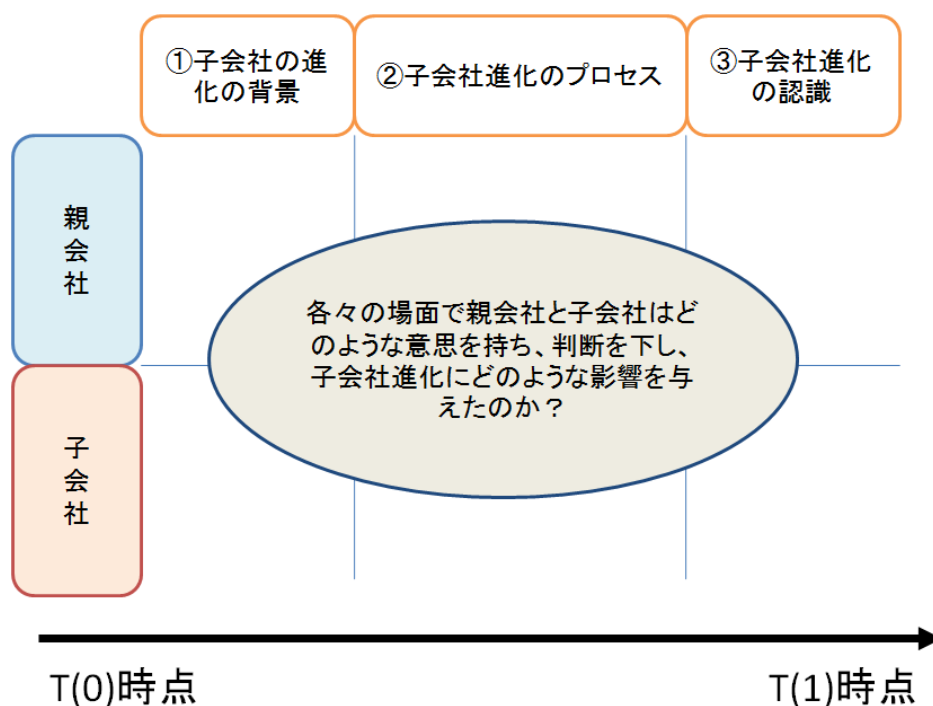 ①子会社の進
化の背景
②子会社進化のプロセス
③子会社進化
の認識
親会社
子会社
各々の場面で親会社と子会社はど
のような意思を持ち、判断を下し、
子会社進化にどのような影響を与
えたのか？
T(0)時点
T(1)時点